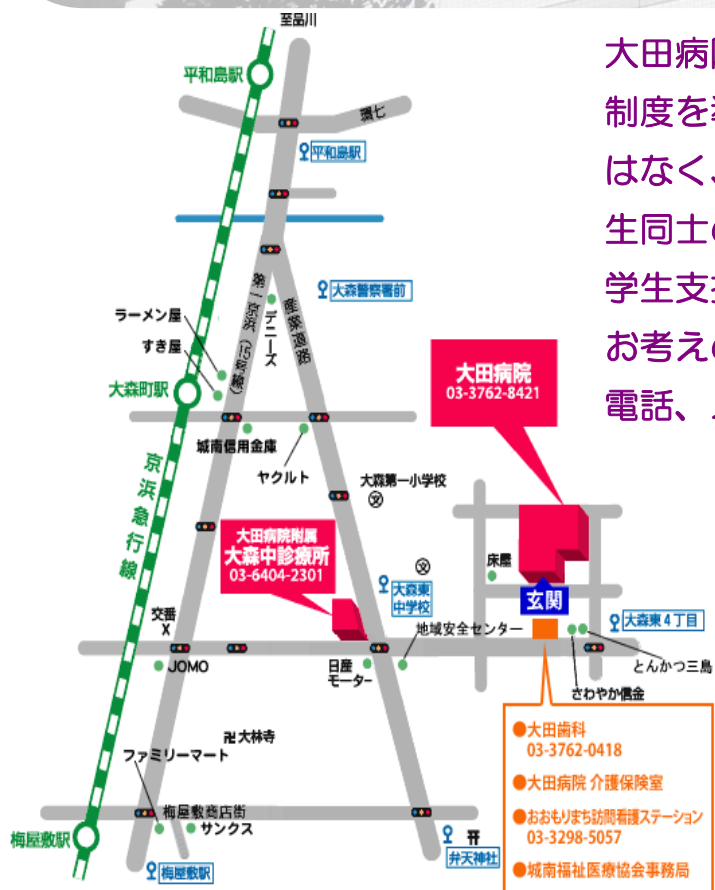 至品川
平和島駅
環七
平和島駅
大田病院
制度を
はなく、
生同士
学生支
お考え
電話、
第一京浜（15号線）
産業道路
大森警察署前
デニーズ
ラーメン屋
すき屋
大森町駅
大田病院
03-3762-8421
城南信用金庫
ヤクルト
京浜急行線
大森第一小学校
文
大田病院附属
大森中診療所
03-6404-2301
文
床屋
大森東
中学校
玄関
交番
X
地域安全センター
大森東4丁目
JOMO
日産
モーター
とんかつ三島
さわやか信金
卍大林寺
ファミリーマート
●大田歯科
03-3762-0418
●大田病院 介護保険室
●おおもりまち訪問看護ステーション
03-3298-5057
●城南福祉医療協会事務局
梅屋敷商店街
サンクス
梅屋敷駅
梅屋敷駅
弁天神社